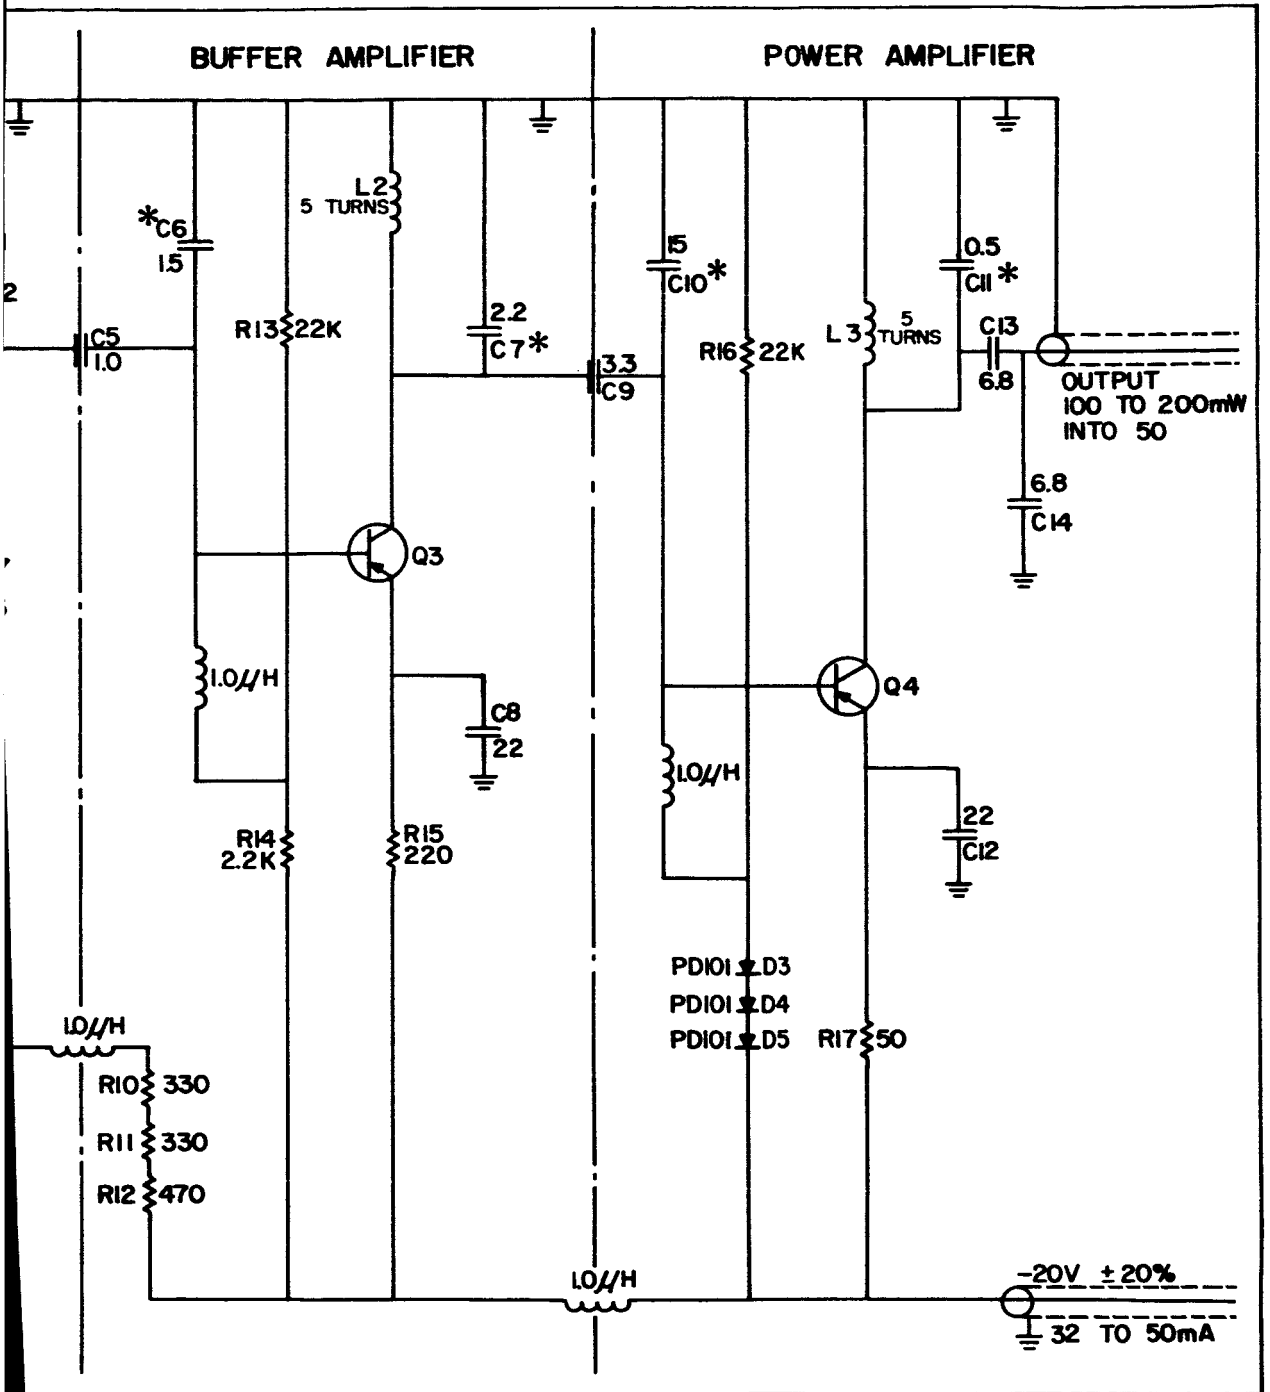 BUFFER AMPLIFIER
POWER AMPLIFIER
L2
5 TURNS
*C6
1.5
15
C10*
0.5
C11*
2
R13 22K
2.2
C7*
C5
1.0
3.3
C9
R16 22K
L3
5
TURNS
C13
6.8
OUTPUT
100 TO 200mW
INTO 50
6.8
C14
Q3
1.0μH
Q4
C8
22
1.0μH
22
C12
R14
2.2K
R15
220
PD101 D3
PD101 D4
PD101 D5
R17 50
1.0μH
R10 330
R11 330
R12 470
1.0μH
-20V ±20%
32 TO 50mA